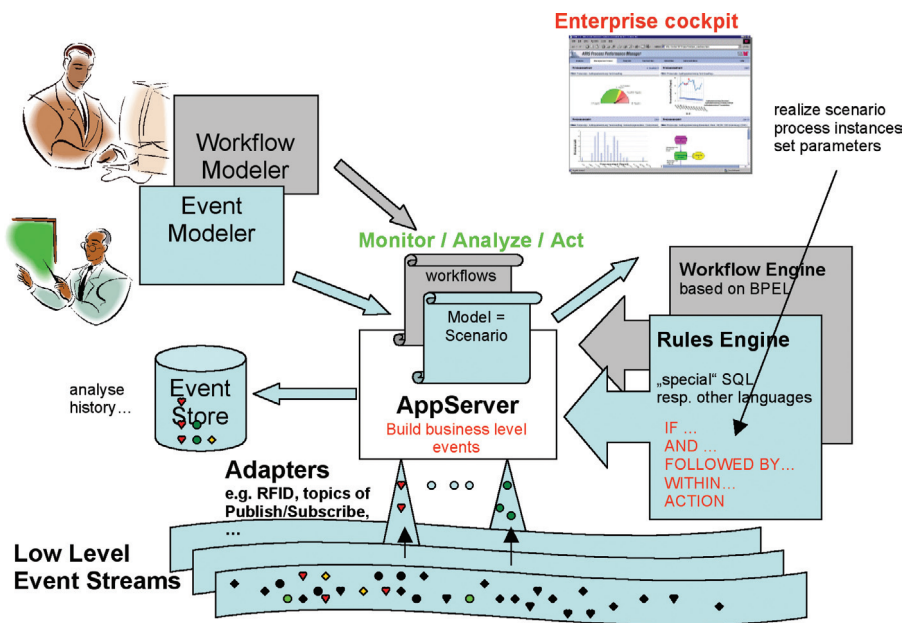 Enterprise cockpit
realize scenario
process instances
set parameters
Workflow
Modeler
Event
Modeler
Monitor / Analyze / Act
workflows
Model =
Scenario
Workflow Engine
based on BPEL
Rules Engine
„special“ SQL
resp. other languages
IF …
AND …
FOLLOWED BY…
WITHIN…
ACTION
analyse
history…
Event
Store
AppServer
Build business level
events
Adapters
e.g. RFID, topics of
Publish/Subscribe,
…
Low Level
Event Streams